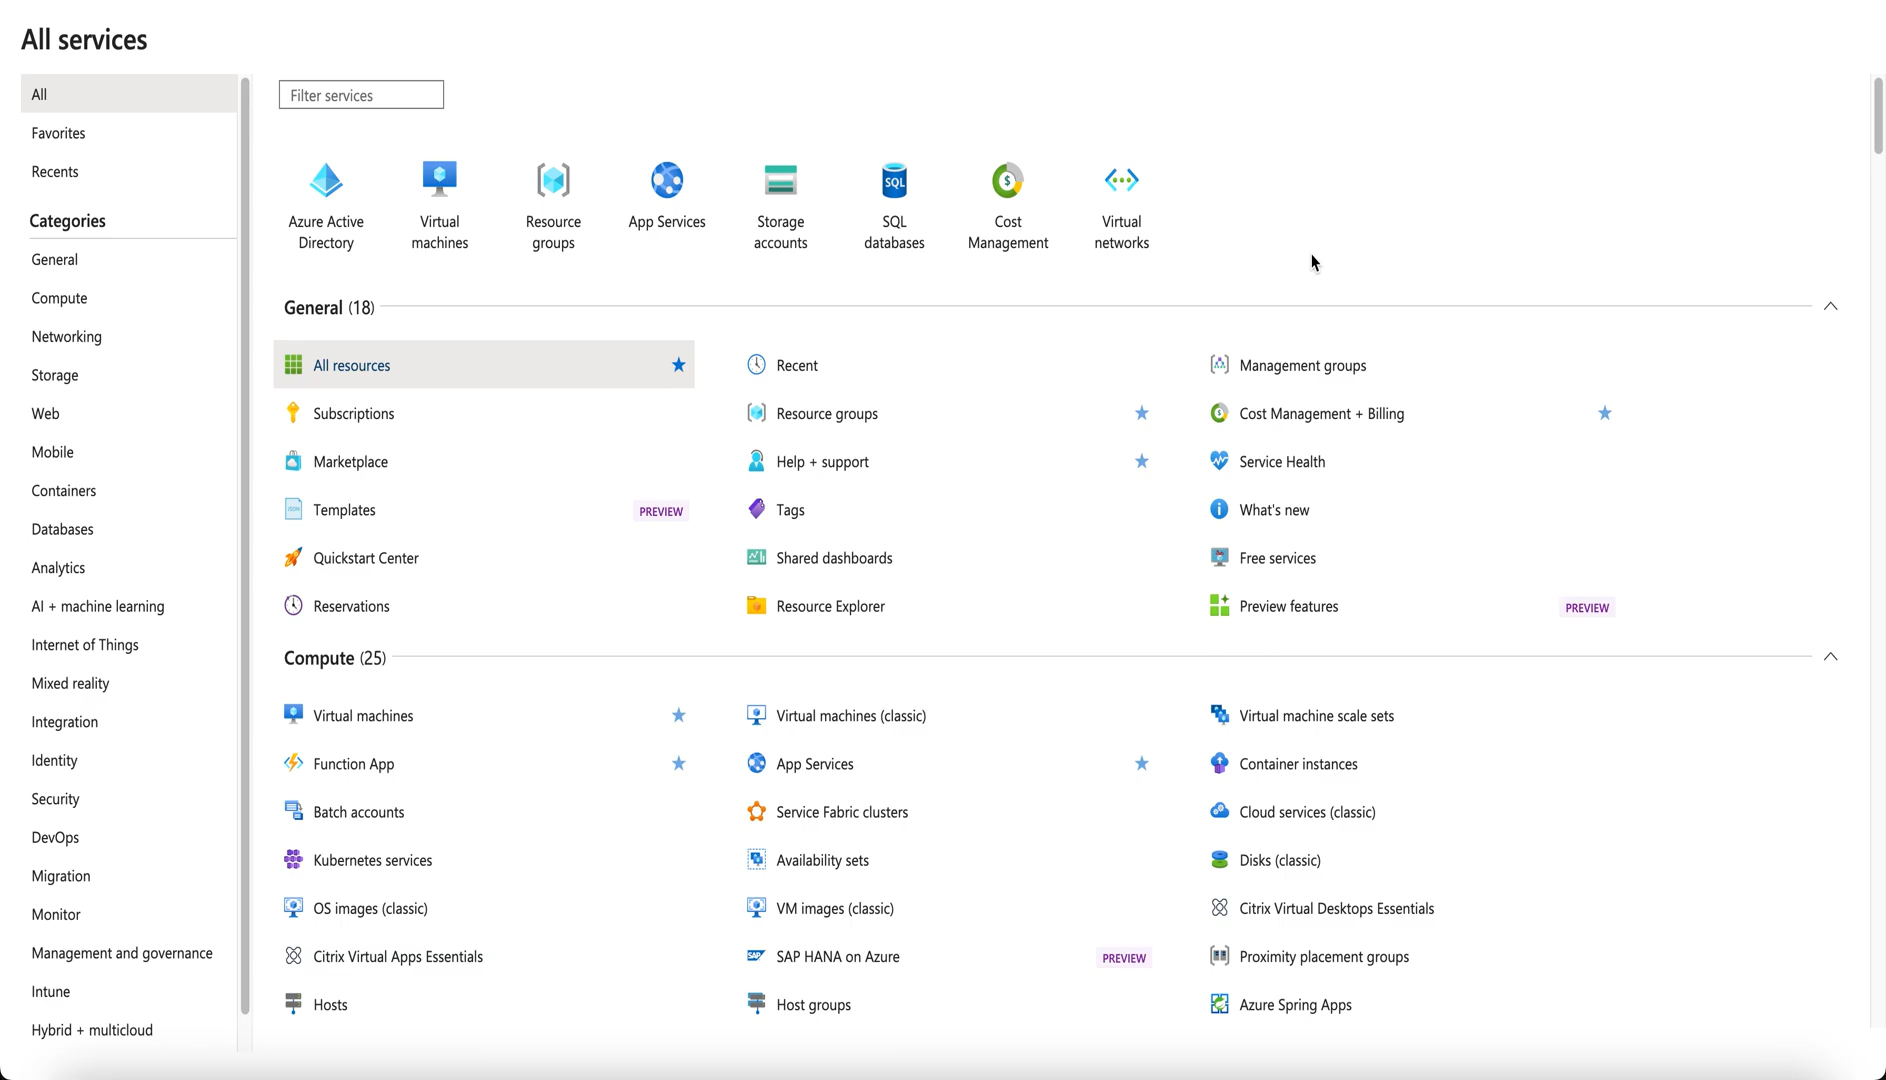 All services
All
Favorites
Recents
Categories
General
Compute
Networking
Storage
Web
Mobile
Containers
Databases
Analytics
AI + machine learning
Internet of Things
Mixed reality
Integration
Identity
Security
DevOps
Migration
Monitor
Management and governance
Intune
Hybrid + multicloud
Filter services
Azure Active
Directory
Virtual
machines
Resource
groups
App Services
Storage
accounts
SQL
SQL
databases
Cost
Management
Virtual
networks
General (18)
All resources
Recent
Management groups
Subscriptions
Resource groups
Cost Management + Billing
Marketplace
Help + support
Service Health
Templates PREVIEW
Tags
What's new
Quickstart Center
Shared dashboards
Free services
Reservations
Resource Explorer
Preview features PREVIEW
Compute (25)
Virtual machines
Virtual machines (classic)
Virtual machine scale sets
Function App
App Services
Container instances
Batch accounts
Service Fabric clusters
Cloud services (classic)
Kubernetes services
Availability sets
Disks (classic)
OS images (classic)
VM images (classic)
Citrix Virtual Desktops Essentials
Citrix Virtual Apps Essentials
SAP HANA on Azure PREVIEW
Proximity placement groups
Hosts
Host groups
Azure Spring Apps